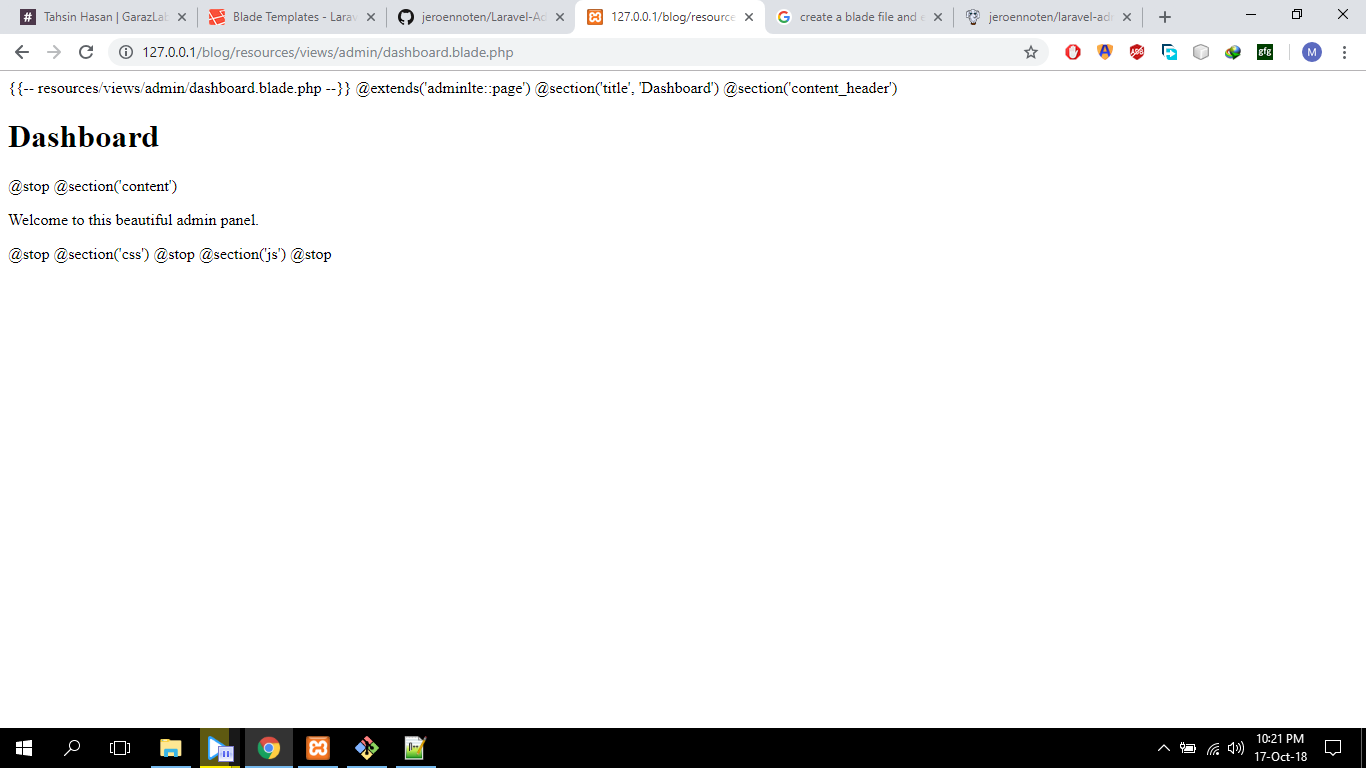 Tahsin Hasan | GarazLab
Blade Templates - Larav
jeroennoten/Laravel-Ad
127.0.0.1/blog/resource
create a blade file and e
jeroennoten/laravel-adm
127.0.0.1/blog/resources/views/admin/dashboard.blade.php
ABP
gfg
M
{{-- resources/views/admin/dashboard.blade.php --}} @extends('adminlte::page') @section('title', 'Dashboard') @section('content_header')
Dashboard
@stop @section('content')
Welcome to this beautiful admin panel.
@stop @section('css') @stop @section('js') @stop
10:21 PM
17-Oct-18